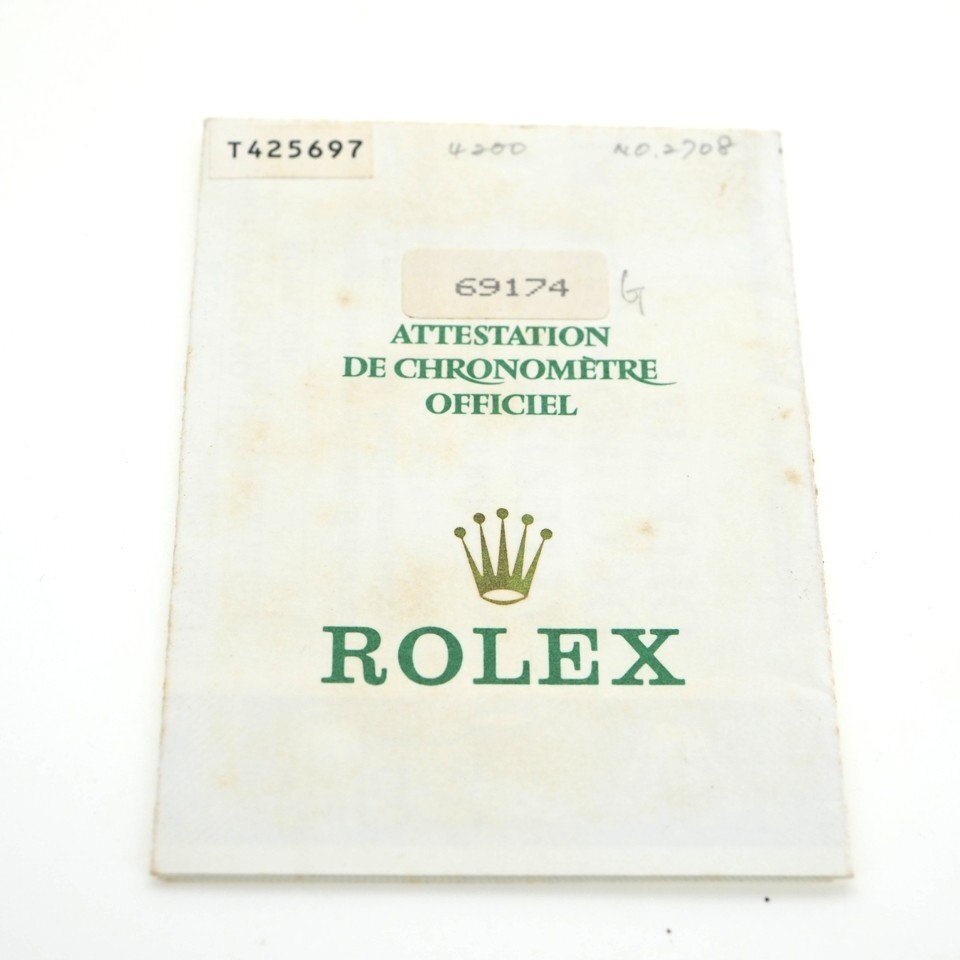 T425697 4200 NO.2708
69174 G
ATTESTATION
DE CHRONOMÈTRE
OFFICIEL
ROLEX